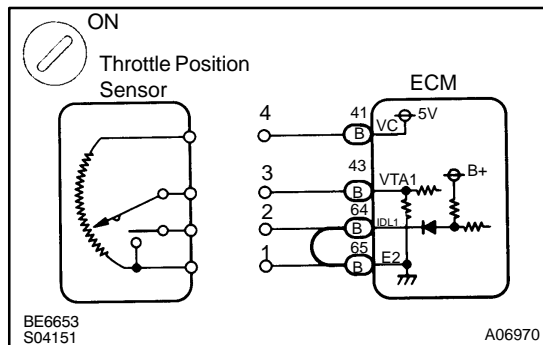 ON
Throttle Position
Sensor
ECM
4
41
B
VC
5V
3
43
B
VTA1
B+
2
64
B
IDL1
1
65
B
E2
BE6653
S04151
A06970